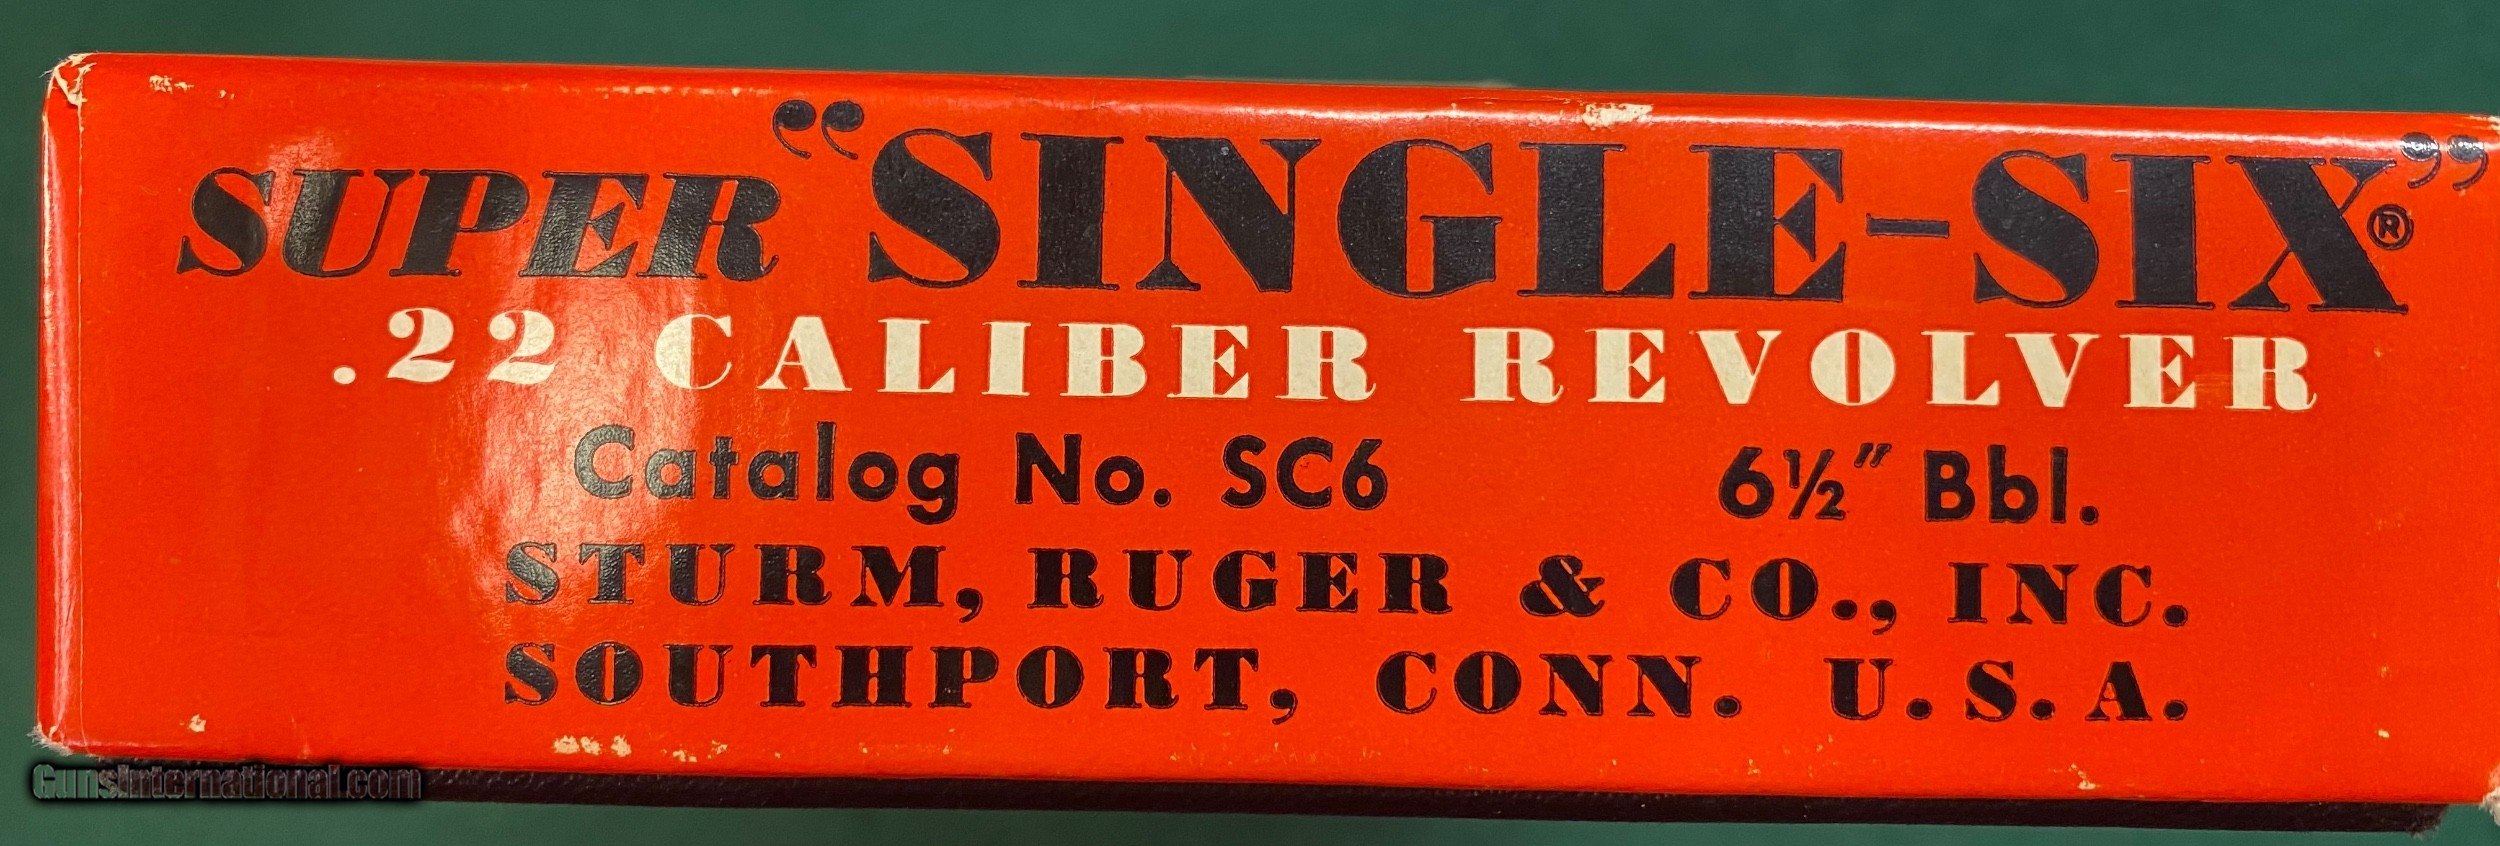 SUPER “SINGLE-SIX”®
.22 CALIBER REVOLVER
Catalog No. SC6 6½″ Bbl.
STURM, RUGER & CO., INC.
SOUTHPORT, CONN. U.S.A.
GunsInternational.com